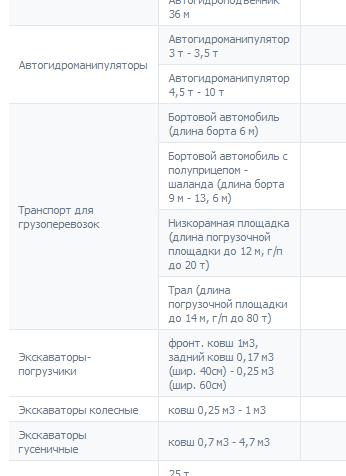 Автогидроподъемник
36 м
Автогидроманипуляторы
Автогидроманипулятор
3 т - 3,5 т
Автогидроманипулятор
4,5 т - 10 т
Транспорт для
грузоперевозок
Бортовой автомобиль
(длина борта 6 м)
Бортовой автомобиль с
полуприцепом -
шаланда (длина борта
9 м - 13, 6 м)
Низкорамная площадка
(длина погрузочной
площадки до 12 м, г/п
до 20 т)
Трал (длина
погрузочной площадки
до 14 м, г/п до 80 т)
Экскаваторы-
погрузчики
фронт. ковш 1м3,
задний ковш 0,17 м3
(шир. 40см) - 0,25 м3
(шир. 60см)
Экскаваторы колесные
ковш 0,25 м3 - 1 м3
Экскаваторы
гусеничные
ковш 0,7 м3 - 4,7 м3
25 т